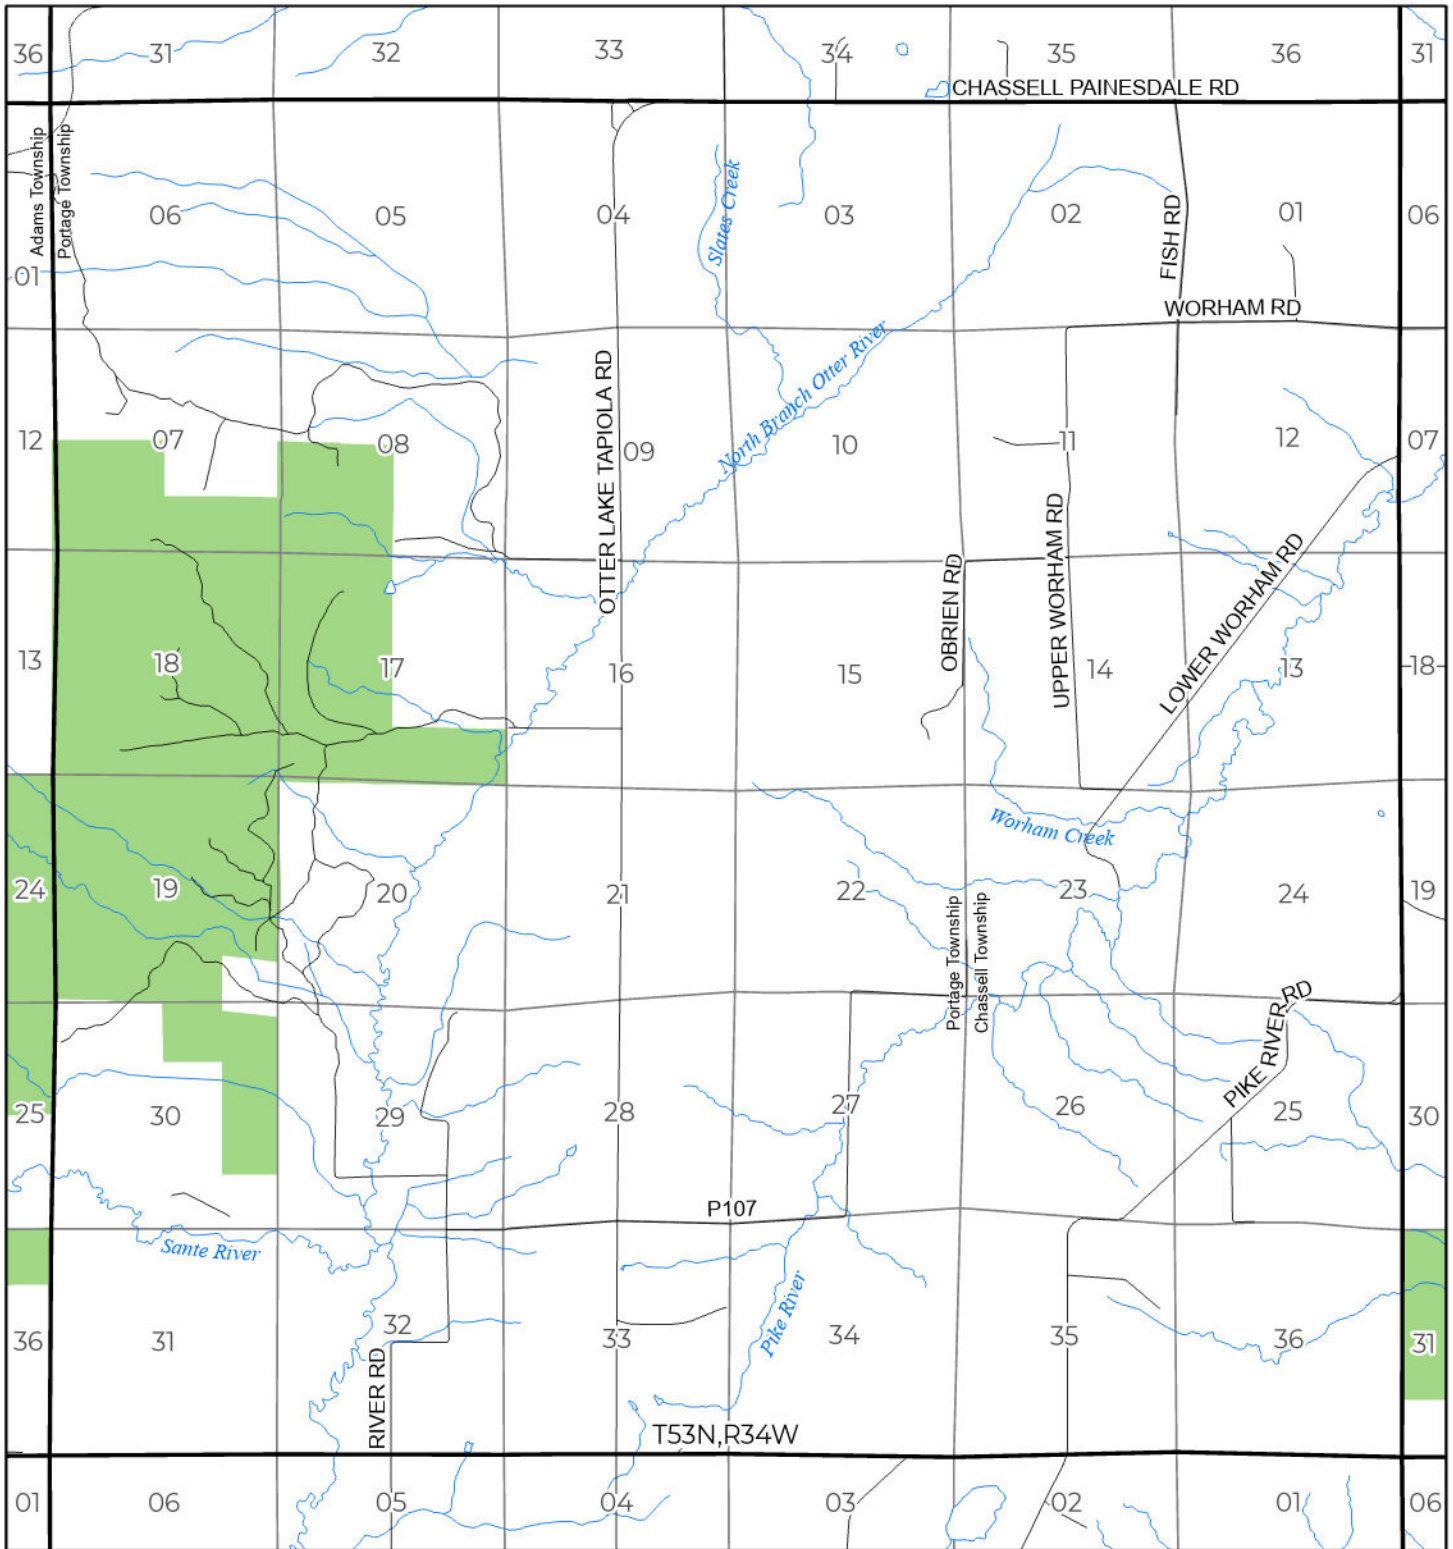 36 31 32 33 34 35 36 31
CHASSELL PAINESDALE RD
Adams Township
Portage Township
06 05 04 03 02 01 06
01
Slates Creek
FISH RD
WORHAM RD
North Branch Otter River
OTTER LAKE TAPIOLA RD
12 07 08 09 10 11 12 07
UPPER WORHAM RD
OBRIEN RD
LOWER WORHAM RD
13 18 17 16 15 14 13 18
Worham Creek
24 19 20 21 22 23 24 19
Portage Township
Chassell Township
PIKE RIVER RD
25 30 29 28 27 26 25 30
P107
Sante River
Pike River
36 31 32 33 34 35 36 31
RIVER RD
T53N,R34W
01 06 05 04 03 02 01 06